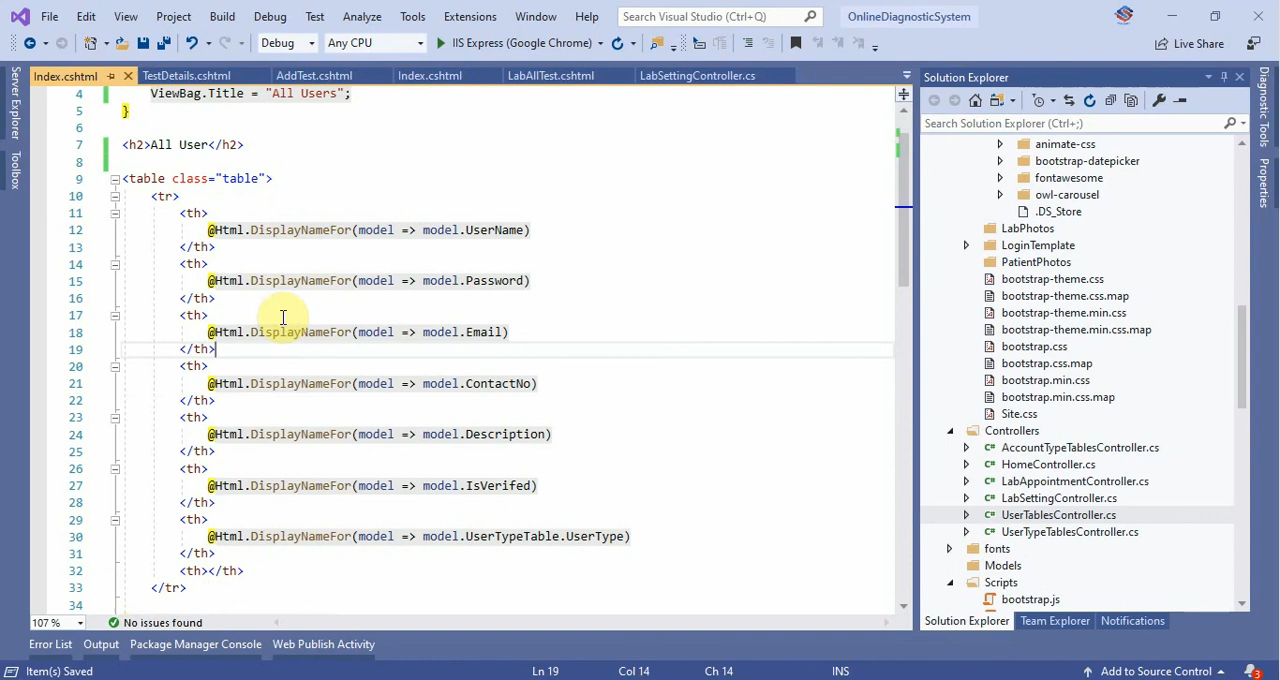 File Edit View Project Build Debug Test Analyze Tools Extensions Window Help Search Visual Studio (Ctrl+Q) OnlineDiagnosticSystem
Debug Any CPU IIS Express (Google Chrome) Live Share
Server Explorer
Toolbox
Index.cshtml TestDetails.cshtml AddTest.cshtml Index.cshtml LabAllTest.cshtml LabSettingController.cs
4 ViewBag.Title = "All Users";
5 }
6
7 <h2>All User</h2>
8
9 <table class="table">
10 <tr>
11 <th>
12 @Html.DisplayNameFor(model => model.UserName)
13 </th>
14 <th>
15 @Html.DisplayNameFor(model => model.Password)
16 </th>
17 <th>
18 @Html.DisplayNameFor(model => model.Email)
19 </th>
20 <th>
21 @Html.DisplayNameFor(model => model.ContactNo)
22 </th>
23 <th>
24 @Html.DisplayNameFor(model => model.Description)
25 </th>
26 <th>
27 @Html.DisplayNameFor(model => model.IsVerifed)
28 </th>
29 <th>
30 @Html.DisplayNameFor(model => model.UserTypeTable.UserType)
31 </th>
32 <th></th>
33 </tr>
34
107 % No issues found
Solution Explorer
Search Solution Explorer (Ctrl+;)
animate-css
bootstrap-datepicker
fontawesome
owl-carousel
.DS_Store
LabPhotos
LoginTemplate
PatientPhotos
bootstrap-theme.css
bootstrap-theme.css.map
bootstrap-theme.min.css
bootstrap-theme.min.css.map
bootstrap.css
bootstrap.css.map
bootstrap.min.css
bootstrap.min.css.map
Site.css
Controllers
C# AccountTypeTablesController.cs
C# HomeController.cs
C# LabAppointmentController.cs
C# LabSettingController.cs
C# UserTablesController.cs
C# UserTypeTablesController.cs
fonts
Models
Scripts
bootstrap.js
Solution Explorer Team Explorer Notifications
Diagnostic Tools
Properties
Error List Output Package Manager Console Web Publish Activity
Item(s) Saved Ln 19 Col 14 Ch 14 INS Add to Source Control 3